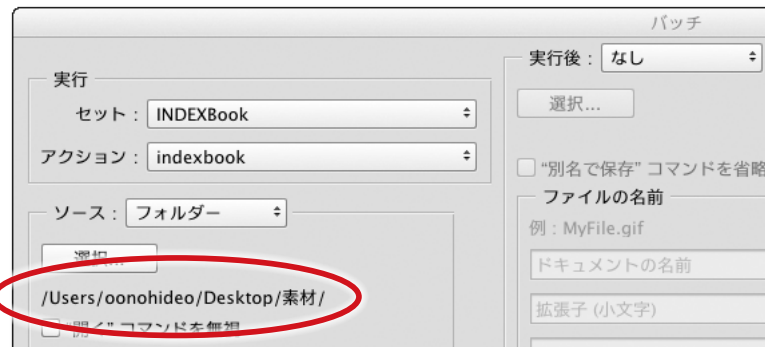 バッチ
実行
セット： INDEXBook
アクション： indexbook
ソース： フォルダー
選択...
/Users/oonohideo/Desktop/素材/
"開く" コマンドを無視
実行後： なし
選択...
"別名で保存" コマンドを省略
ファイルの名前
例：MyFile.gif
ドキュメントの名前
拡張子 (小文字)